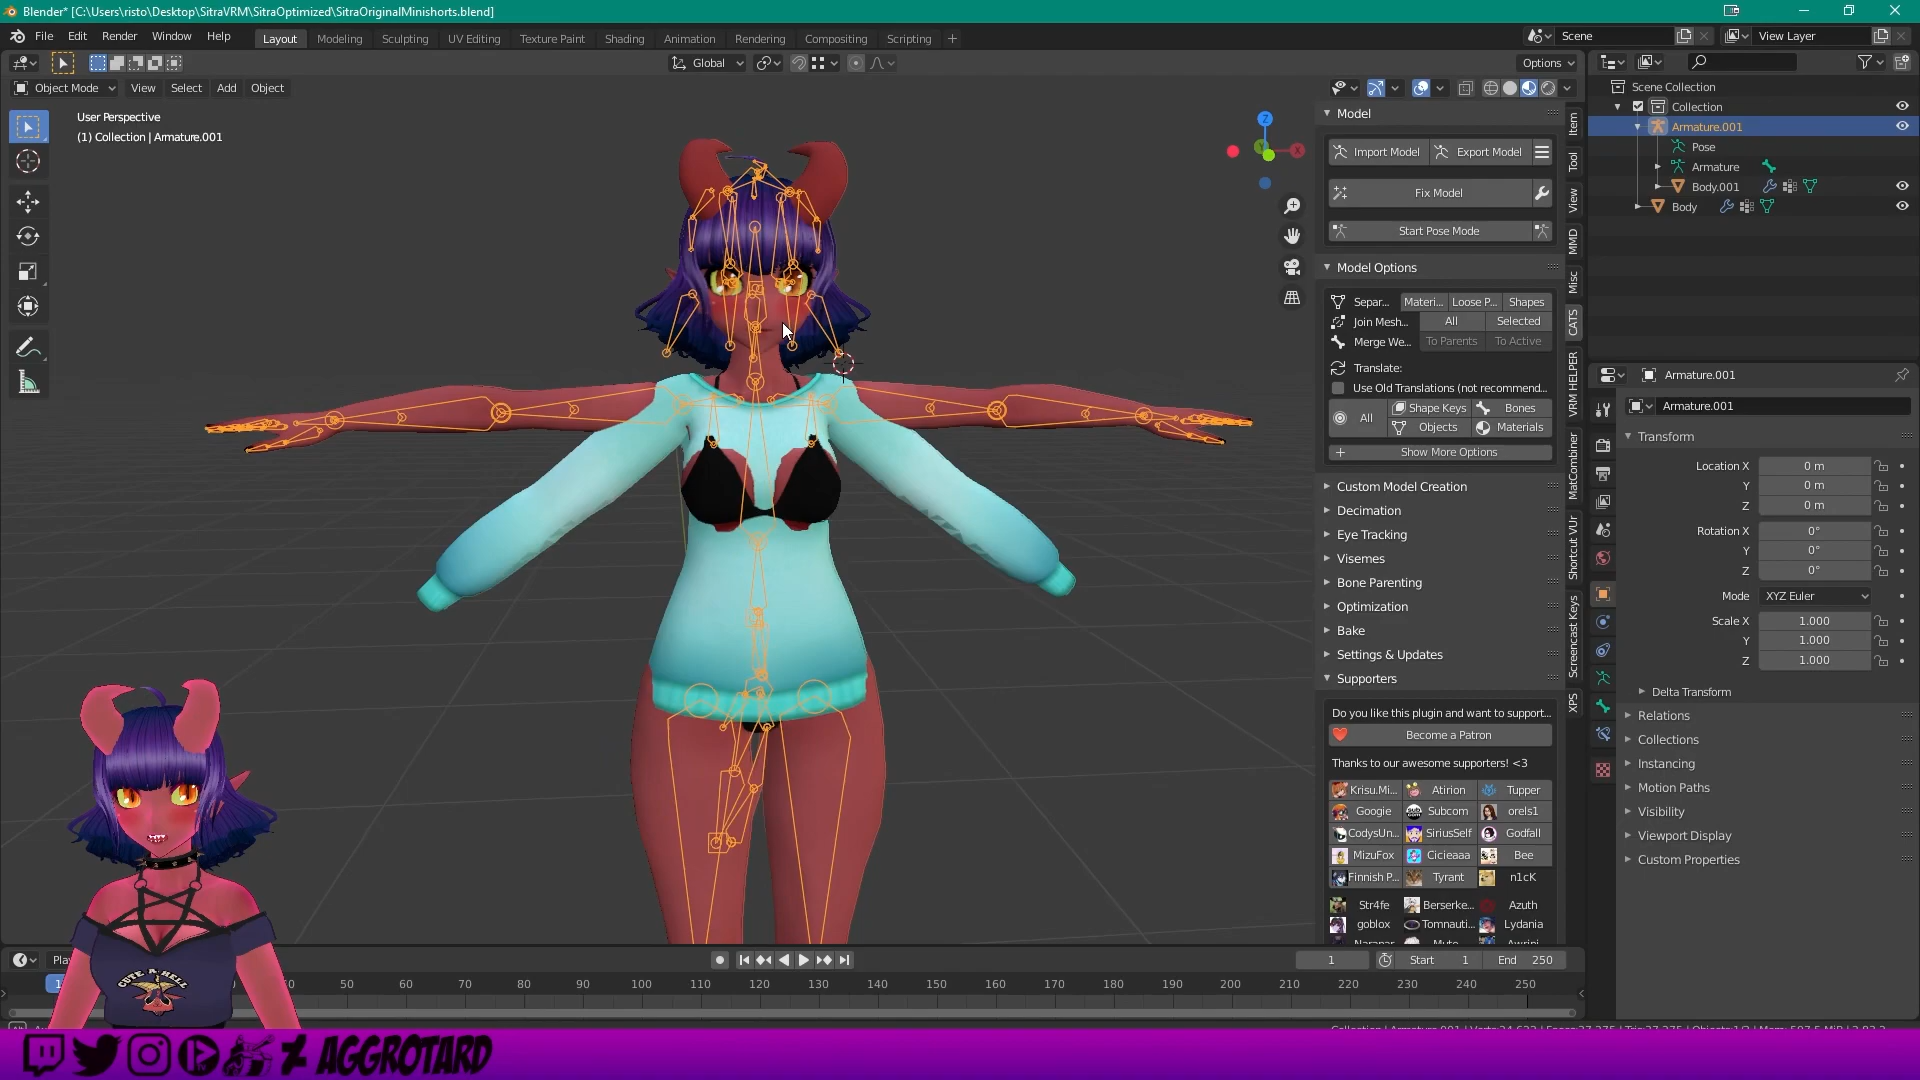 Blender* [C:\Users\risto\Desktop\SitraVRM\SitraOptimized\SitraOriginalMinishorts.blend]
File Edit Render Window Help
Layout Modeling Sculpting UV Editing Texture Paint Shading Animation Rendering Compositing Scripting +
Scene
View Layer
Global
Options
Object Mode View Select Add Object
User Perspective
(1) Collection | Armature.001
Z
X
Model
Import Model Export Model
Fix Model
Start Pose Mode
Model Options
Separ... Materi... Loose P... Shapes
Join Mesh... All Selected
Merge We... To Parents To Active
Translate:
Use Old Translations (not recommend...
All Shape Keys Bones
Objects Materials
Show More Options
Custom Model Creation
Decimation
Eye Tracking
Visemes
Bone Parenting
Optimization
Bake
Settings & Updates
Supporters
Do you like this plugin and want to support...
Become a Patron
Thanks to our awesome supporters! <3
Krisu.Mi... Atirion Tupper
Googie Subcom orels1
CodysUn... SiriusSelf Godfall
MizuFox Cicieaaa Bee
Finnish P... Tyrant n1cK
Str4fe Berserke... Azuth
goblox Tomnauti... Lydania
Item
Tool
View
MMD
Misc
CATS
VRM HELPER
MatCombiner
Shortcut VUr
Screencast Keys
XPS
Scene Collection
Collection
Armature.001
Pose
Armature
Body.001
Body
Armature.001
Armature.001
Transform
Location X 0 m
Y 0 m
Z 0 m
Rotation X 0°
Y 0°
Z 0°
Mode XYZ Euler
Scale X 1.000
Y 1.000
Z 1.000
Delta Transform
Relations
Collections
Instancing
Motion Paths
Visibility
Viewport Display
Custom Properties
1 Start 1 End 250
50 60 70 80 90 100 110 120 130 140 150 160 170 180 190 200 210 220 230 240 250
CUTE A HELL
AGGROTARD